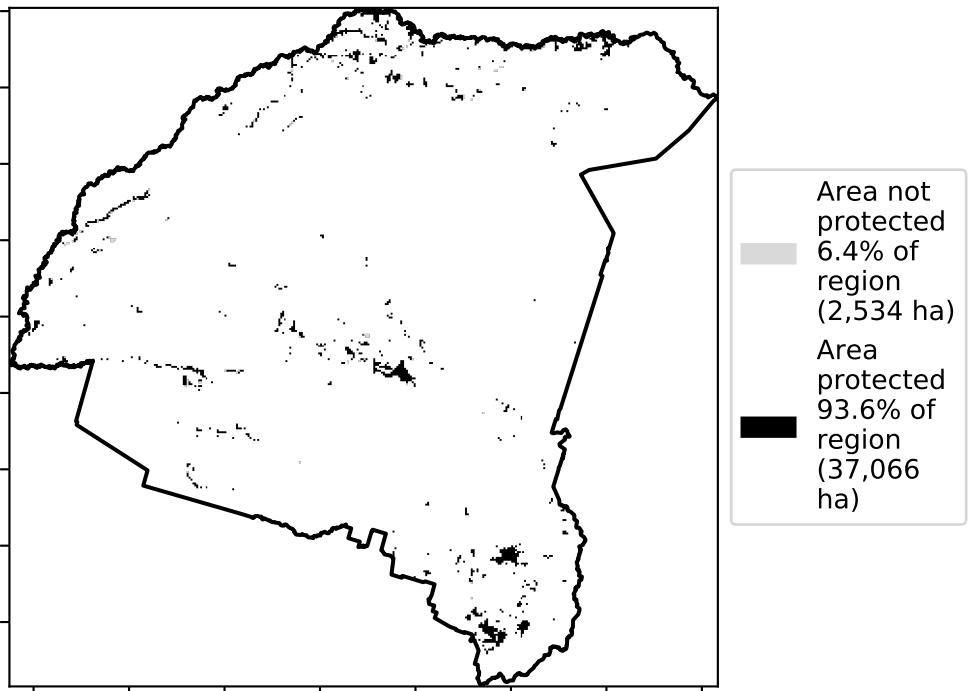 Area not
protected
6.4% of
region
(2,534 ha)
Area
protected
93.6% of
region
(37,066
ha)